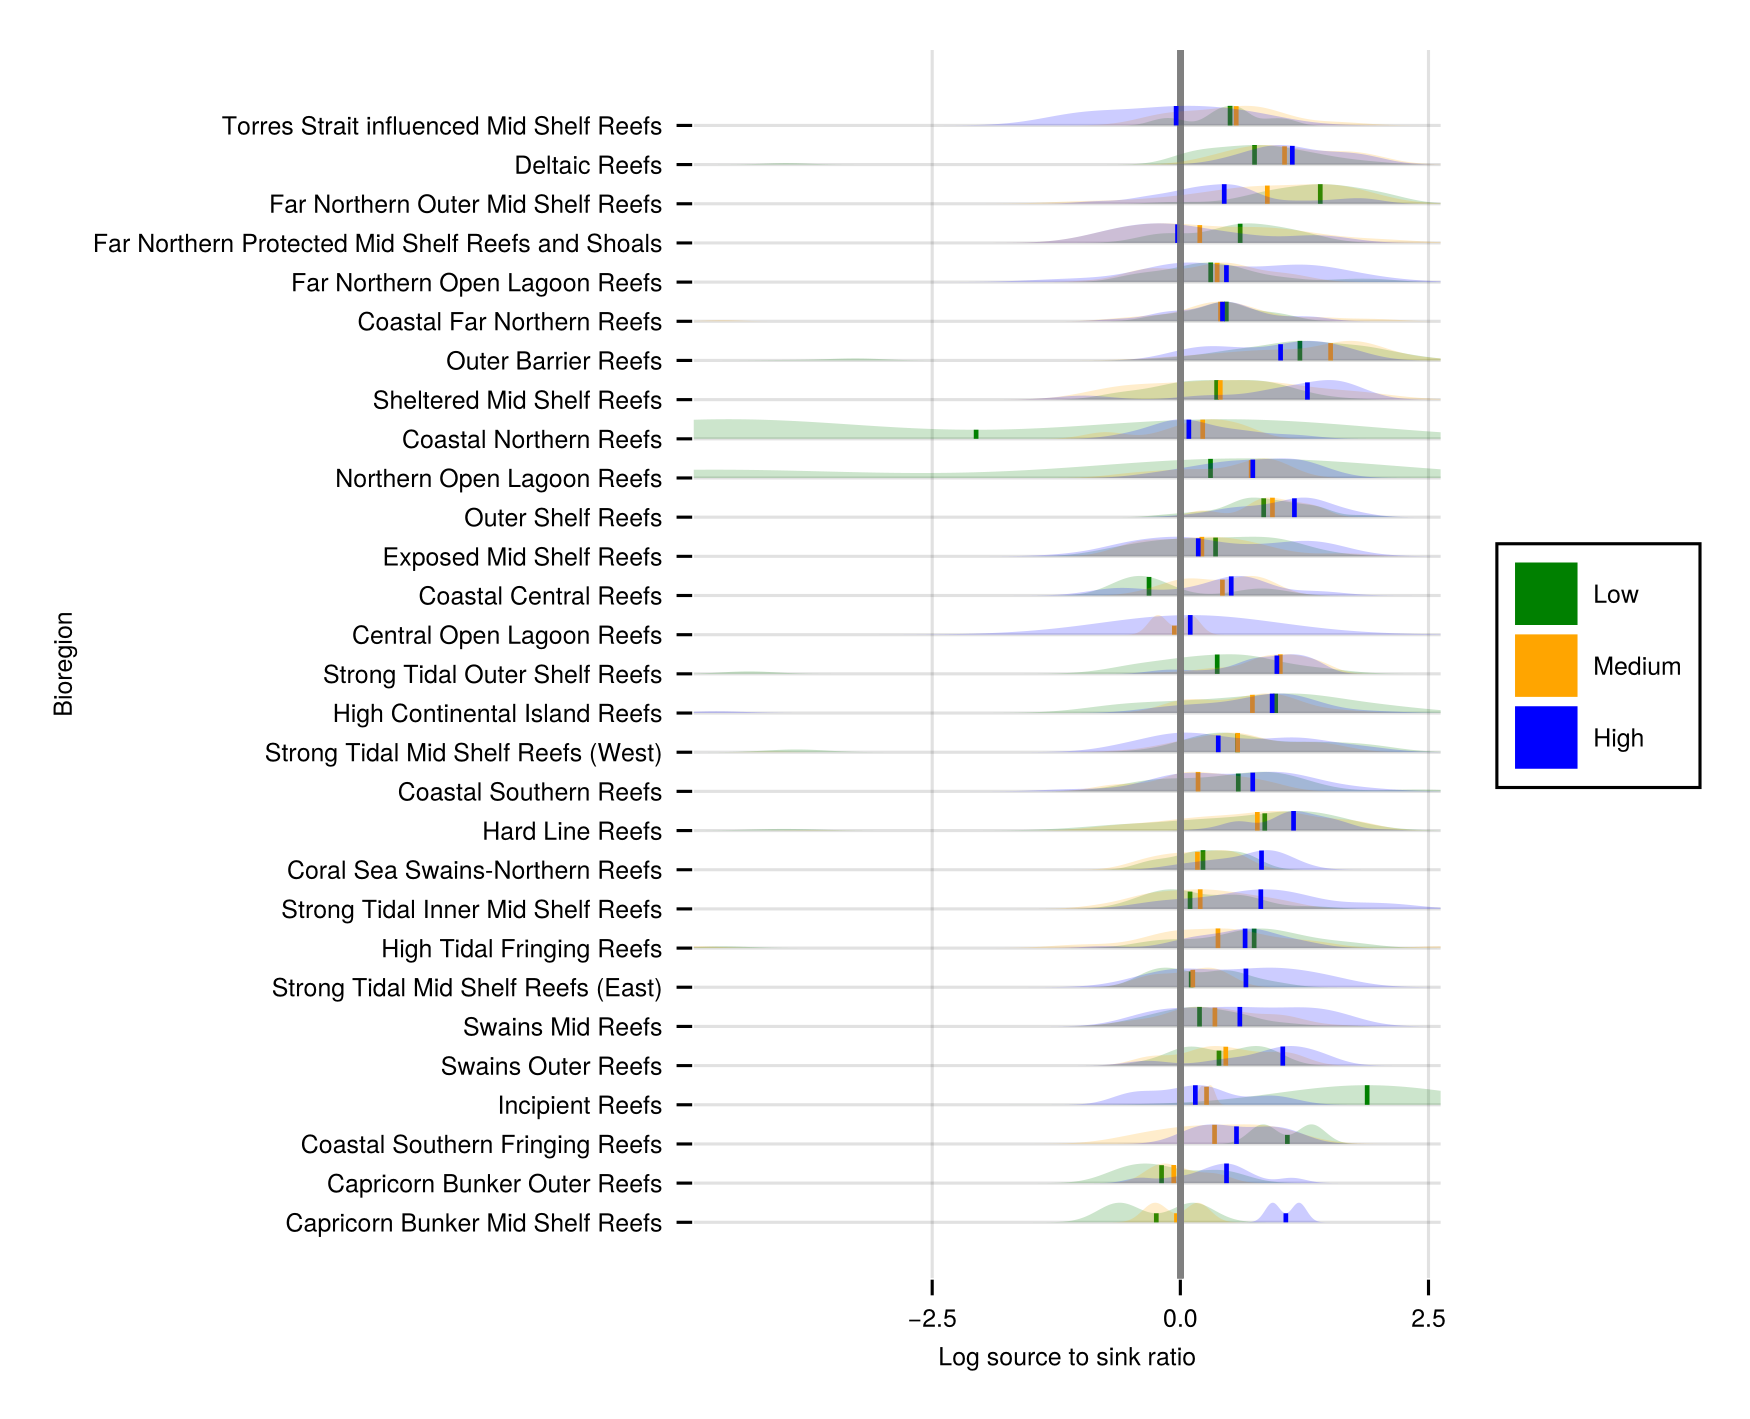 Torres Strait influenced Mid Shelf Reefs
Deltaic Reefs
Far Northern Outer Mid Shelf Reefs
Far Northern Protected Mid Shelf Reefs and Shoals
Far Northern Open Lagoon Reefs
Coastal Far Northern Reefs
Outer Barrier Reefs
Sheltered Mid Shelf Reefs
Coastal Northern Reefs
Northern Open Lagoon Reefs
Outer Shelf Reefs
Exposed Mid Shelf Reefs
Coastal Central Reefs
Central Open Lagoon Reefs
Strong Tidal Outer Shelf Reefs
High Continental Island Reefs
Strong Tidal Mid Shelf Reefs (West)
Coastal Southern Reefs
Hard Line Reefs
Coral Sea Swains-Northern Reefs
Strong Tidal Inner Mid Shelf Reefs
High Tidal Fringing Reefs
Strong Tidal Mid Shelf Reefs (East)
Swains Mid Reefs
Swains Outer Reefs
Incipient Reefs
Coastal Southern Fringing Reefs
Capricorn Bunker Outer Reefs
Capricorn Bunker Mid Shelf Reefs
Bioregion
−2.5 0.0 2.5
Log source to sink ratio
Low
Medium
High